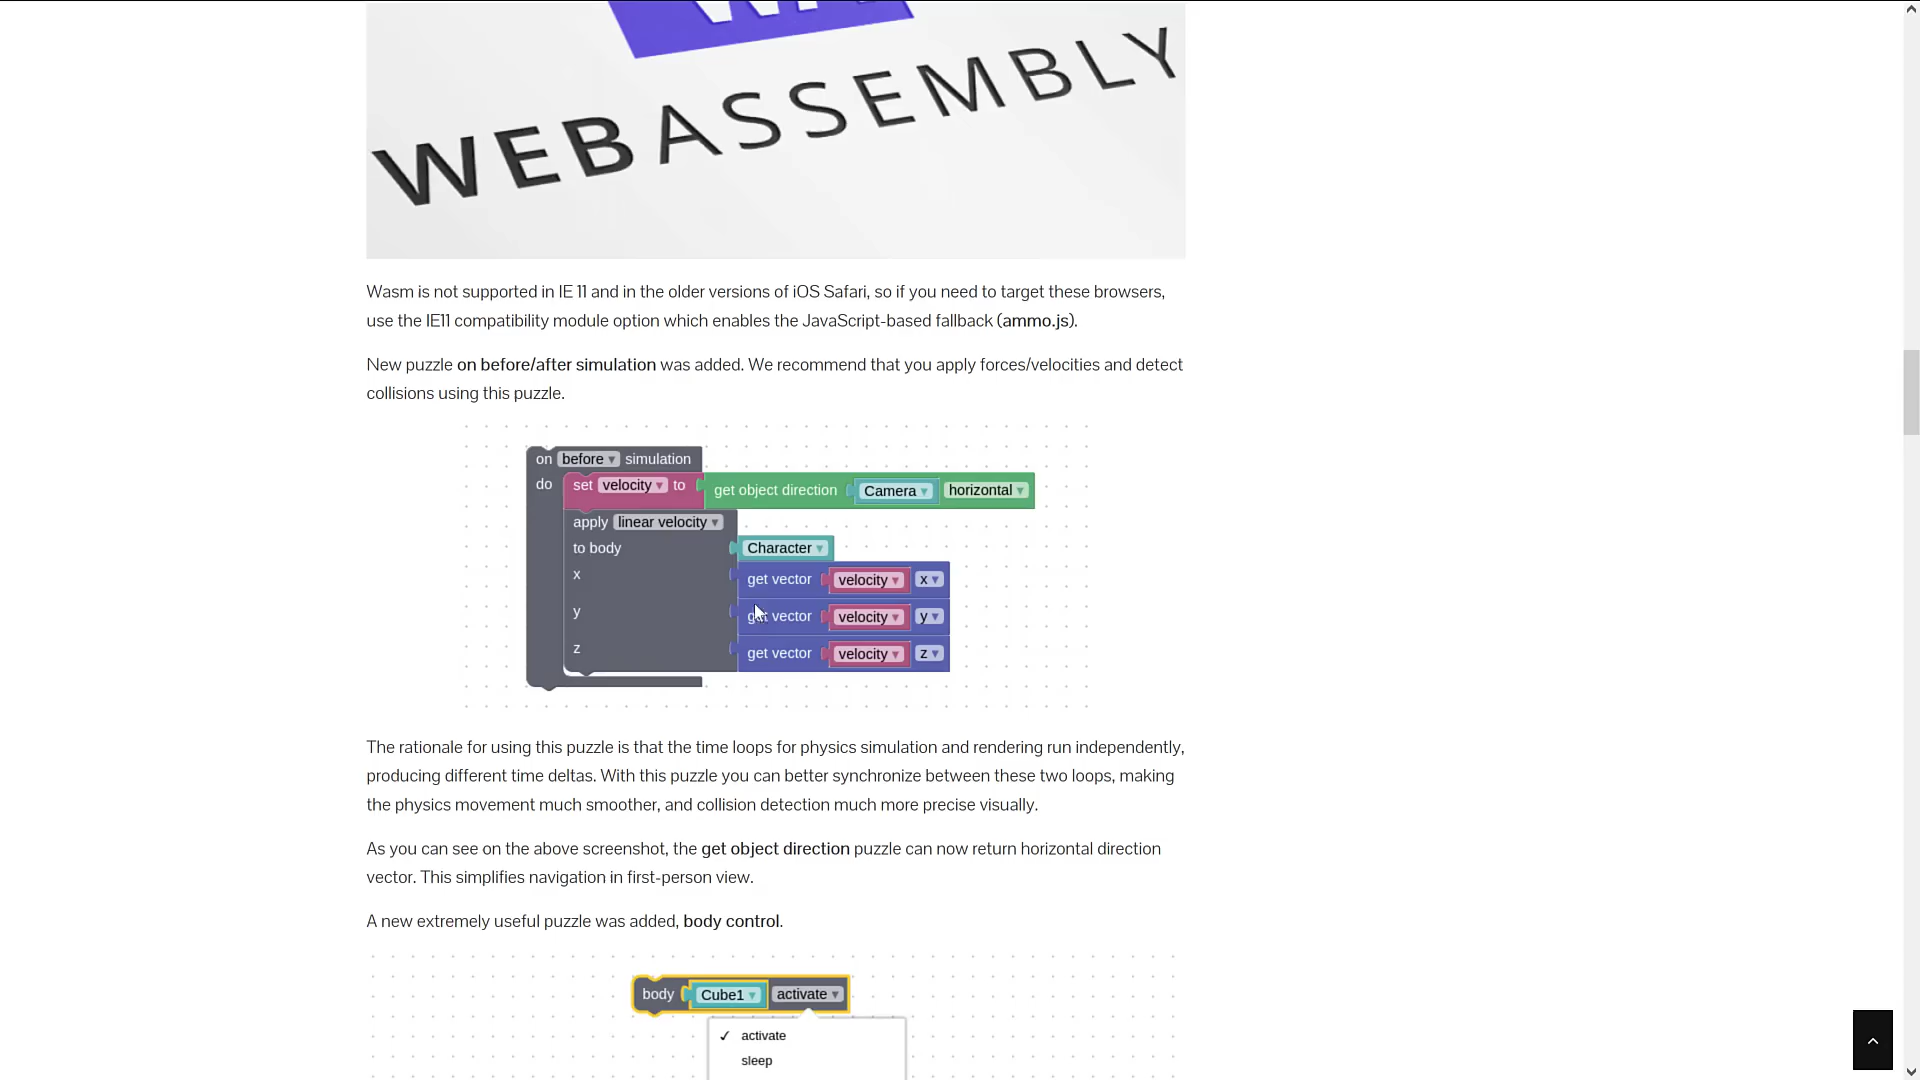 WEBASSEMBLY
Wasm is not supported in IE 11 and in the older versions of iOS Safari, so if you need to target these browsers,
use the IE11 compatibility module option which enables the JavaScript-based fallback (ammo.js).
New puzzle on before/after simulation was added. We recommend that you apply forces/velocities and detect
collisions using this puzzle.
on before ▾ simulation
do set velocity ▾ to get object direction Camera ▾ horizontal ▾
apply linear velocity ▾
to body Character ▾
x get vector velocity ▾ x ▾
y get vector velocity ▾ y ▾
z get vector velocity ▾ z ▾
The rationale for using this puzzle is that the time loops for physics simulation and rendering run independently,
producing different time deltas. With this puzzle you can better synchronize between these two loops, making
the physics movement much smoother, and collision detection much more precise visually.
As you can see on the above screenshot, the get object direction puzzle can now return horizontal direction
vector. This simplifies navigation in first-person view.
A new extremely useful puzzle was added, body control.
body Cube1 ▾ activate ▾
✓ activate
sleep